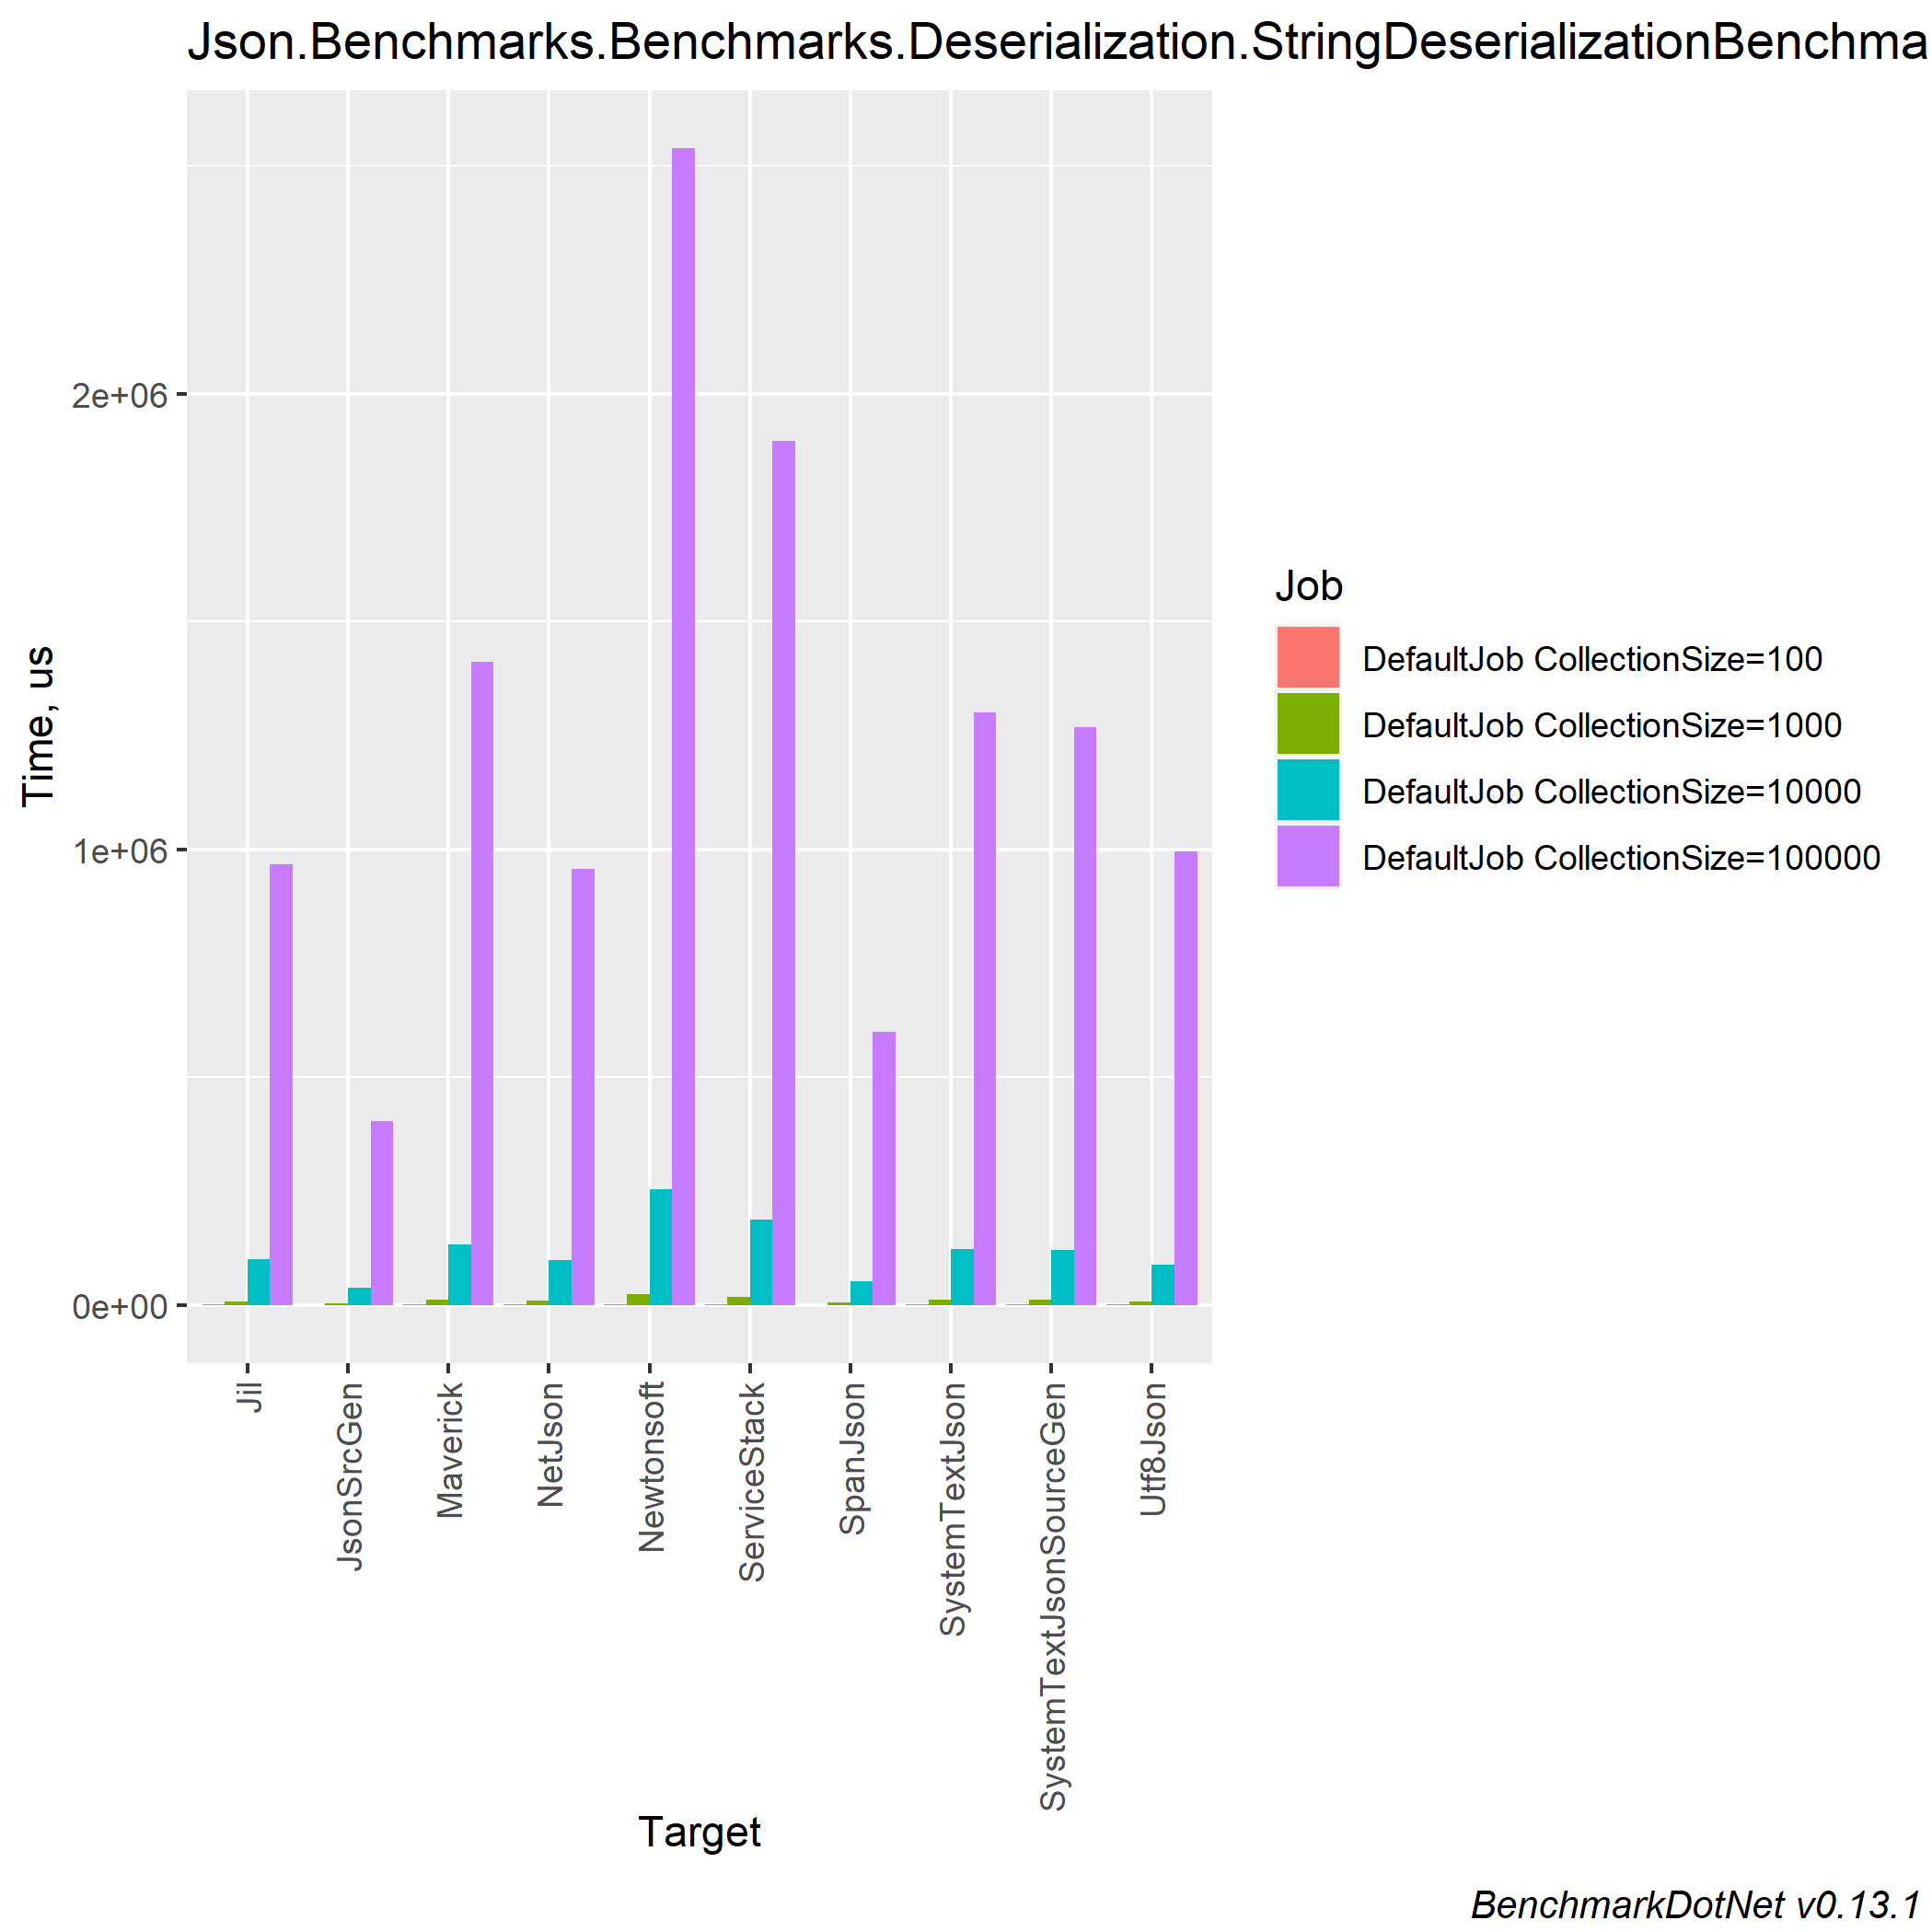 Json.Benchmarks.Benchmarks.Deserialization.StringDeserializationBenchma
Time, us
2e+06
1e+06
0e+00
Jil
JsonSrcGen
Maverick
NetJson
Newtonsoft
ServiceStack
SpanJson
SystemTextJson
SystemTextJsonSourceGen
Utf8Json
Target
Job
DefaultJob CollectionSize=100
DefaultJob CollectionSize=1000
DefaultJob CollectionSize=10000
DefaultJob CollectionSize=100000
BenchmarkDotNet v0.13.1